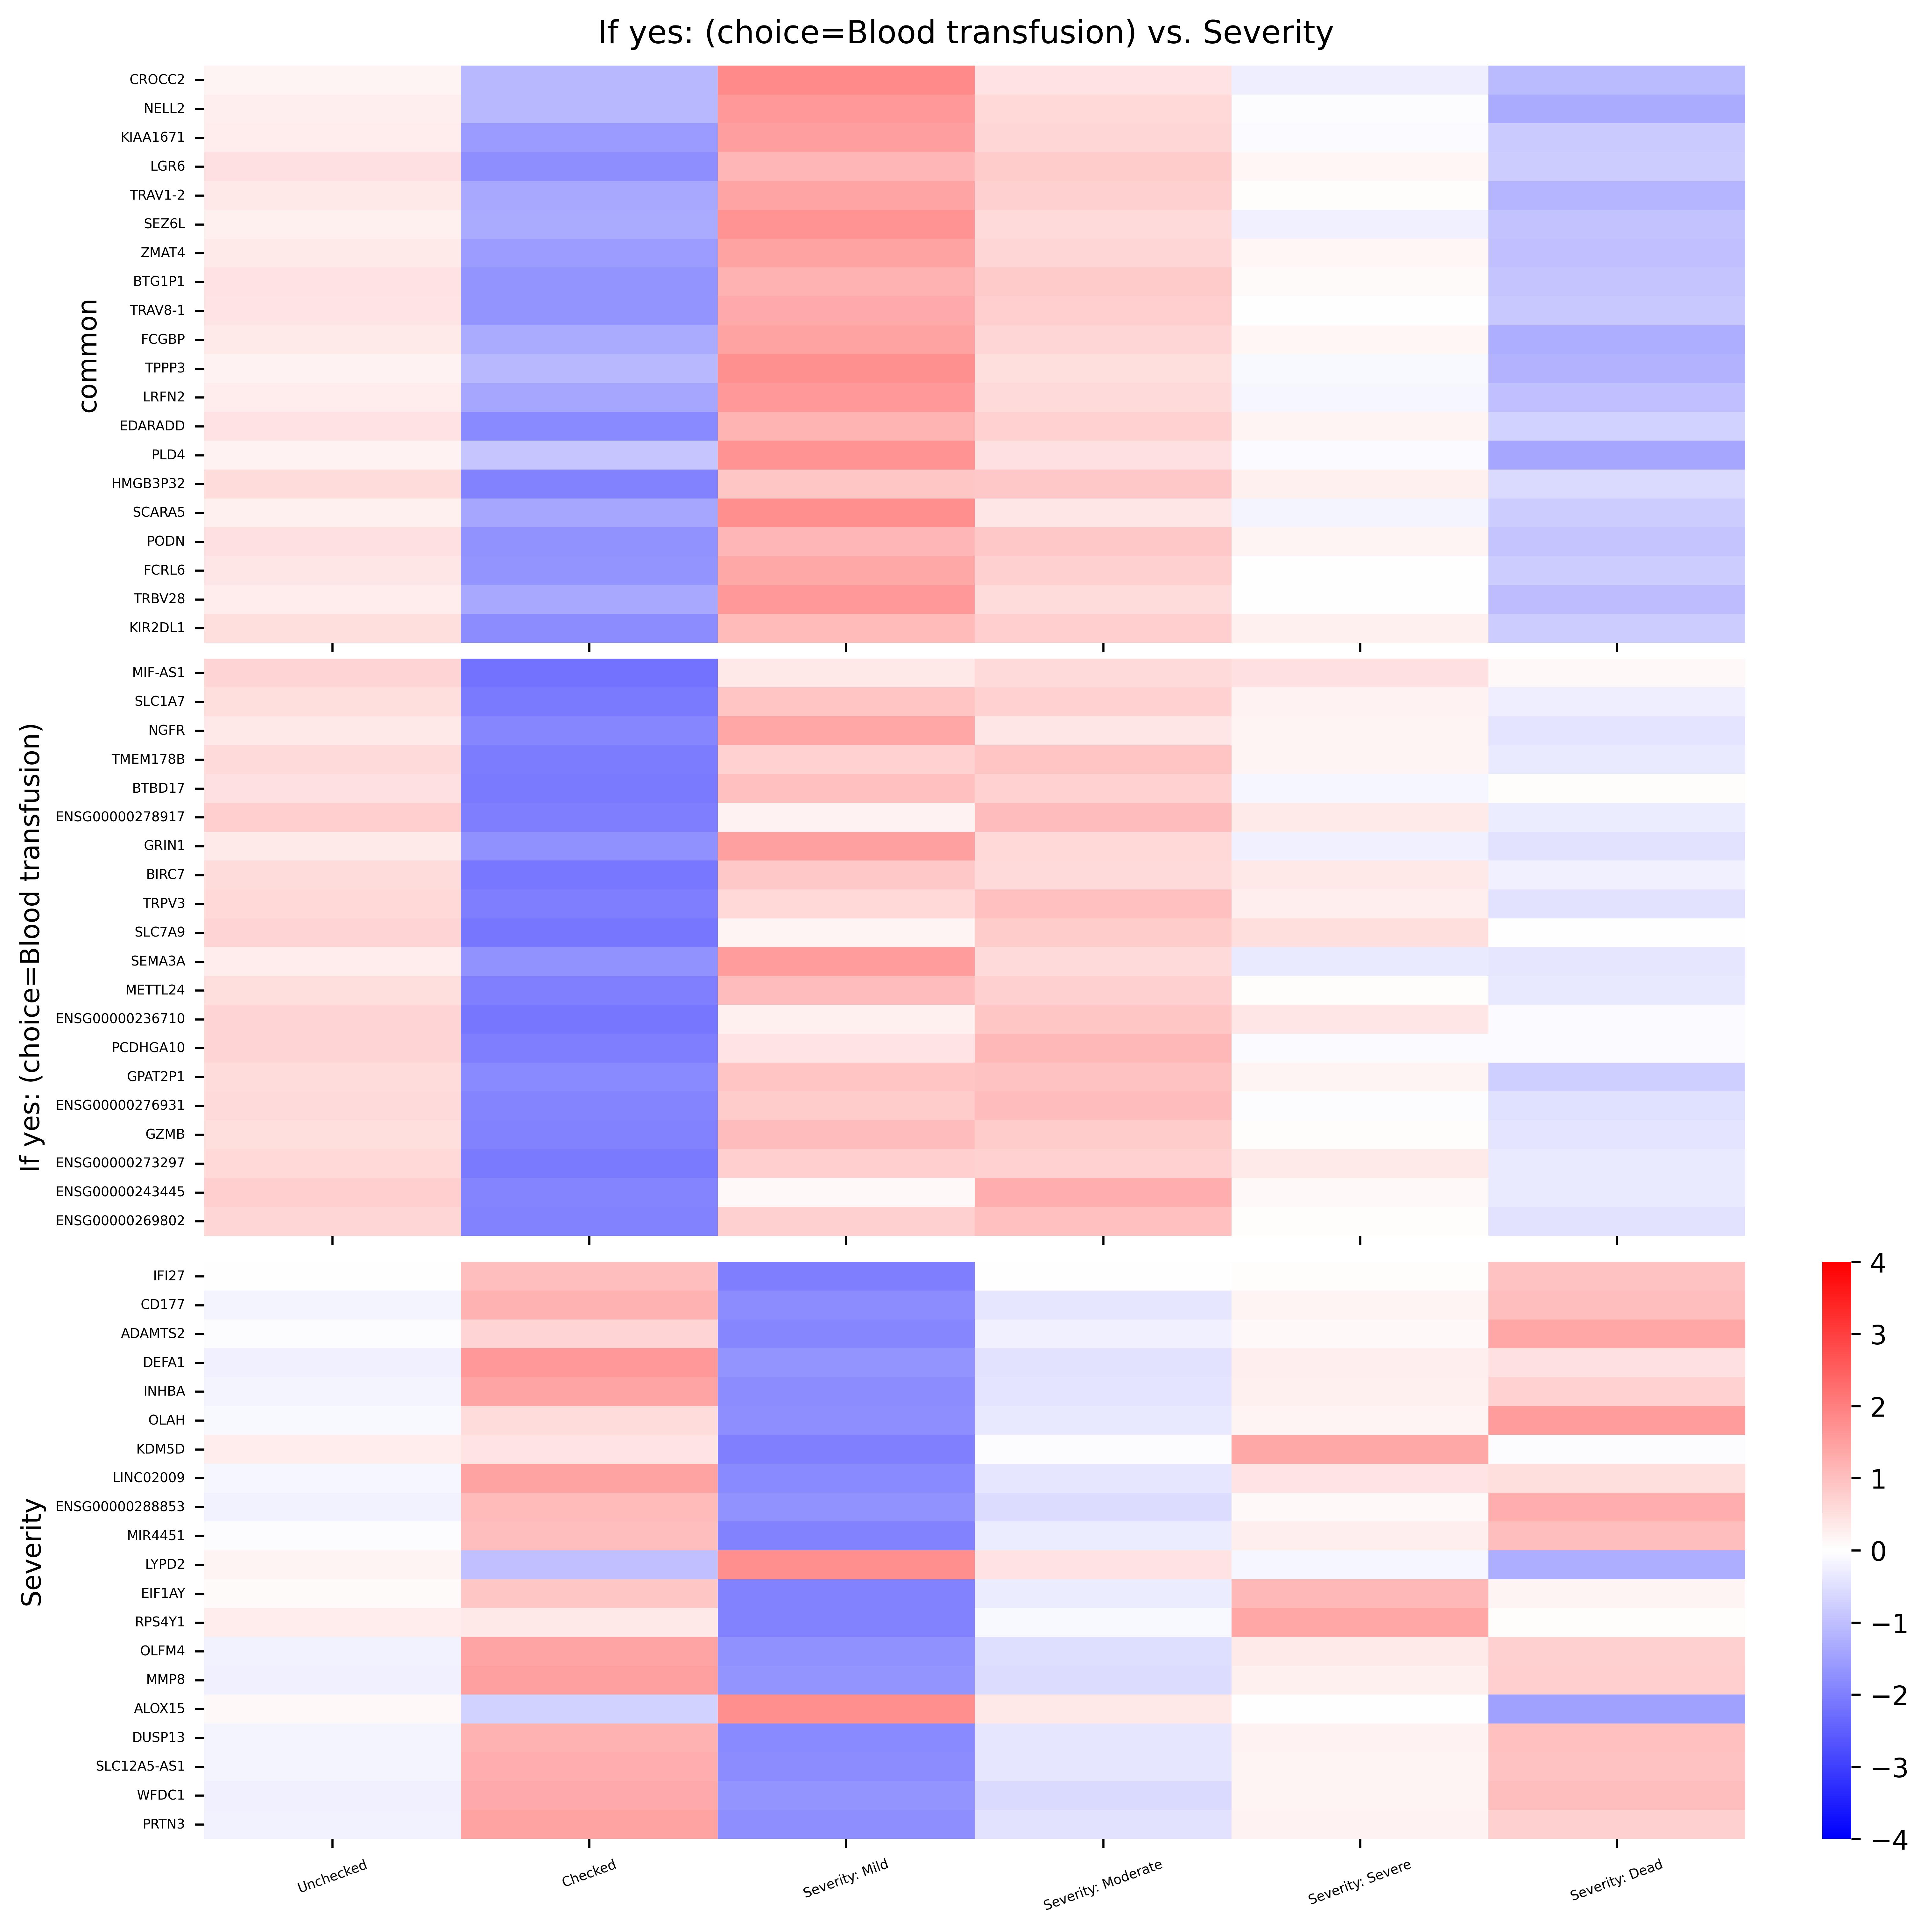 If yes: (choice=Blood transfusion) vs. Severity
common
CROCC2
NELL2
KIAA1671
LGR6
TRAV1-2
SEZ6L
ZMAT4
BTG1P1
TRAV8-1
FCGBP
TPPP3
LRFN2
EDARADD
PLD4
HMGB3P32
SCARA5
PODN
FCRL6
TRBV28
KIR2DL1
If yes: (choice=Blood transfusion)
MIF-AS1
SLC1A7
NGFR
TMEM178B
BTBD17
ENSG00000278917
GRIN1
BIRC7
TRPV3
SLC7A9
SEMA3A
METTL24
ENSG00000236710
PCDHGA10
GPAT2P1
ENSG00000276931
GZMB
ENSG00000273297
ENSG00000243445
ENSG00000269802
Severity
IFI27
CD177
ADAMTS2
DEFA1
INHBA
OLAH
KDM5D
LINC02009
ENSG00000288853
MIR4451
LYPD2
EIF1AY
RPS4Y1
OLFM4
MMP8
ALOX15
DUSP13
SLC12A5-AS1
WFDC1
PRTN3
Unchecked
Checked
Severity: Mild
Severity: Moderate
Severity: Severe
Severity: Dead
4
3
2
1
0
−1
−2
−3
−4